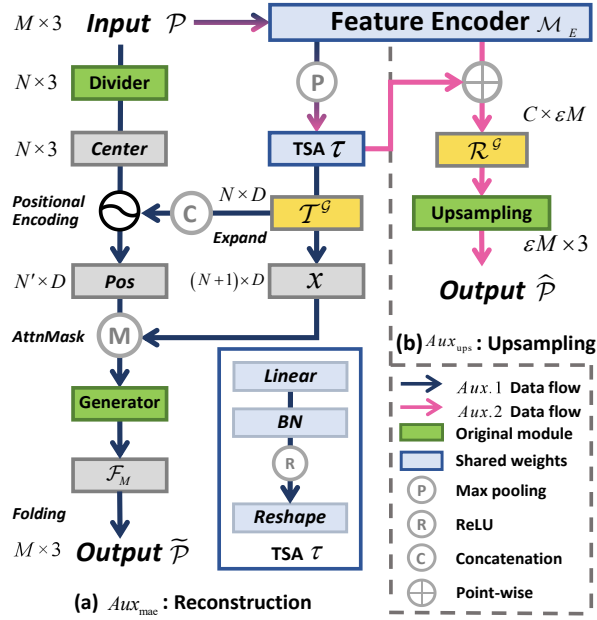 M × 3 Input 𝒫 Feature Encoder ℳ_E
N × 3 Divider P
C × εM
N × 3 Center TSA τ ℛ^𝒢
Positional Encoding C N × D 𝒯^𝒢 Upsampling
Expand
εM × 3
N′ × D Pos (N+1) × D x Output 𝒫̂
AttnMask M (b) Aux_ups : Upsampling
Generator
ℱ_M
Folding
M × 3 Output 𝒫̃
(a) Aux_mae : Reconstruction
Linear
BN
R
Reshape
TSA τ
Aux.1 Data flow
Aux.2 Data flow
Original module
Shared weights
P Max pooling
R ReLU
C Concatenation
Point-wise